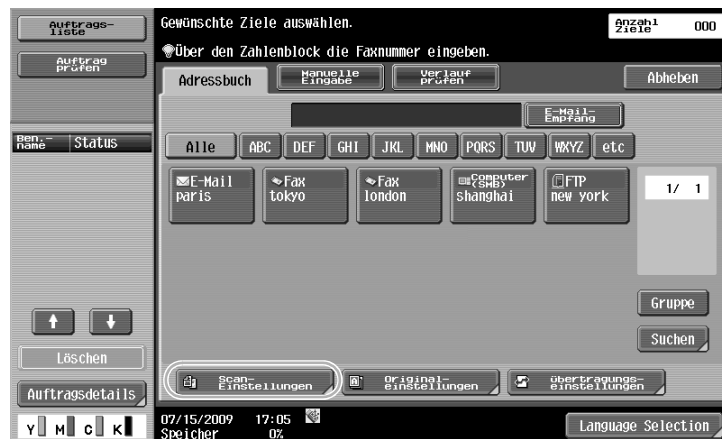 Auftrags-
liste
Auftrag
prüfen
Ben.-
name
Status
Löschen
Auftragsdetails
Y M C K
Gewünschte Ziele auswählen.
Über den Zahlenblock die Faxnummer eingeben.
Anzahl
Ziele
000
Adressbuch
Manuelle
Eingabe
Verlauf
prüfen
Abheben
E-Mail-
Empfang
Alle ABC DEF GHI JKL MNO PQRS TUV WXYZ etc
E-Mail
paris
Fax
tokyo
Fax
london
Computer
(SMB)
shanghai
FTP
new york
1/ 1
Gruppe
Suchen
Scan-
Einstellungen
Original-
einstellungen
übertragungs-
einstellungen
07/15/2009 17:05
Speicher 0%
Language Selection